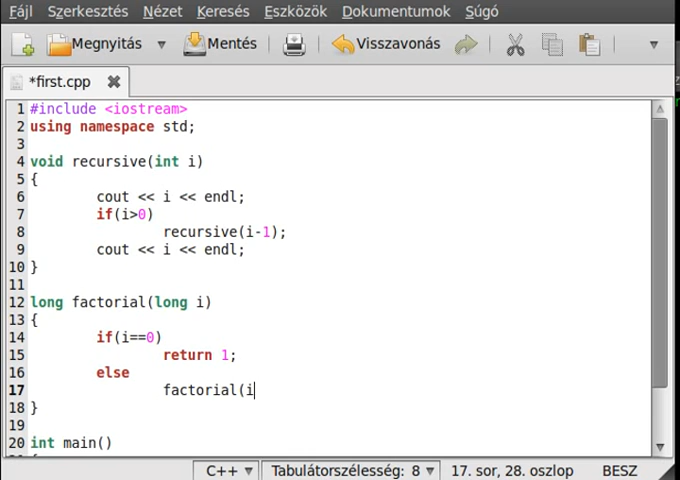 Fájl Szerkesztés Nézet Keresés Eszközök Dokumentumok Súgó
Megnyitás Mentés Visszavonás
*first.cpp
1 #include <iostream>
2 using namespace std;
3
4 void recursive(int i)
5 {
6 cout << i << endl;
7 if(i>0)
8 recursive(i-1);
9 cout << i << endl;
10 }
11
12 long factorial(long i)
13 {
14 if(i==0)
15 return 1;
16 else
17 factorial(i
18 }
19
20 int main()
C++ Tabulátorszélesség: 8 17. sor, 28. oszlop BESZ